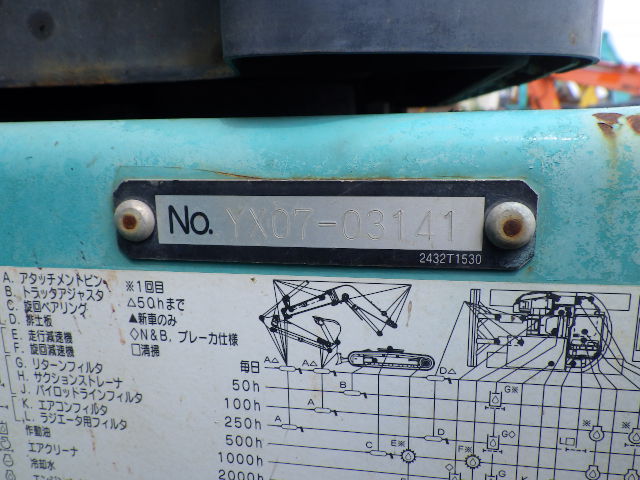 No. YX07-03141
2432T1530
A. アタッチメントピン
B. トラックアジャスタ
C. 旋回ベアリング
D. 排土板
E. 走行減速機
F. 旋回減速機
G. リターンフィルタ
H. サクションストレーナ
J. パイロットラインフィルタ
K. エアコンフィルタ
L. ラジエータ用フィルタ
作動油
エアクリーナ
冷却水
※1回目
△50hまで
▲新車のみ
◇N&B, ブレーカ仕様
□清掃
毎日 A△ A△ D△
50h B G※
100h A
250h A D G◇ L□
500h C E※ F※
1000h
2000h